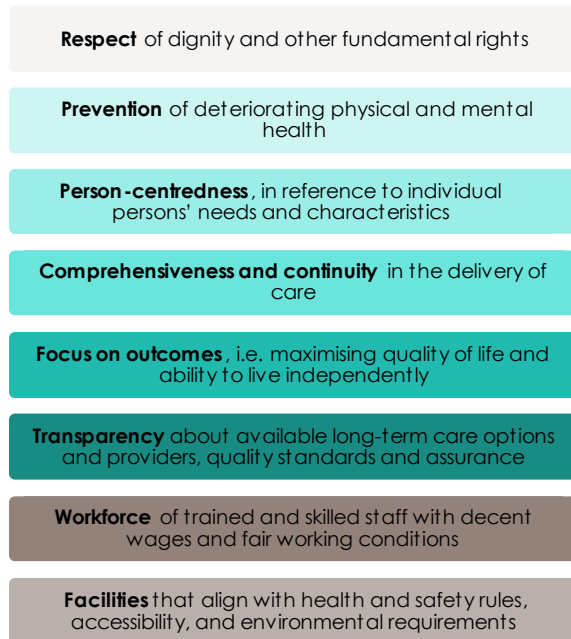 Respect of dignity and other fundamental rights
Prevention of deteriorating physical and mental
health
Person-centredness, in reference to individual
persons' needs and characteristics
Comprehensiveness and continuity in the delivery of
care
Focus on outcomes, i.e. maximising quality of life and
ability to live independently
Transparency about available long-term care options
and providers, quality standards and assurance
Workforce of trained and skilled staff with decent
wages and fair working conditions
Facilities that align with health and safety rules,
accessibility, and environmental requirements